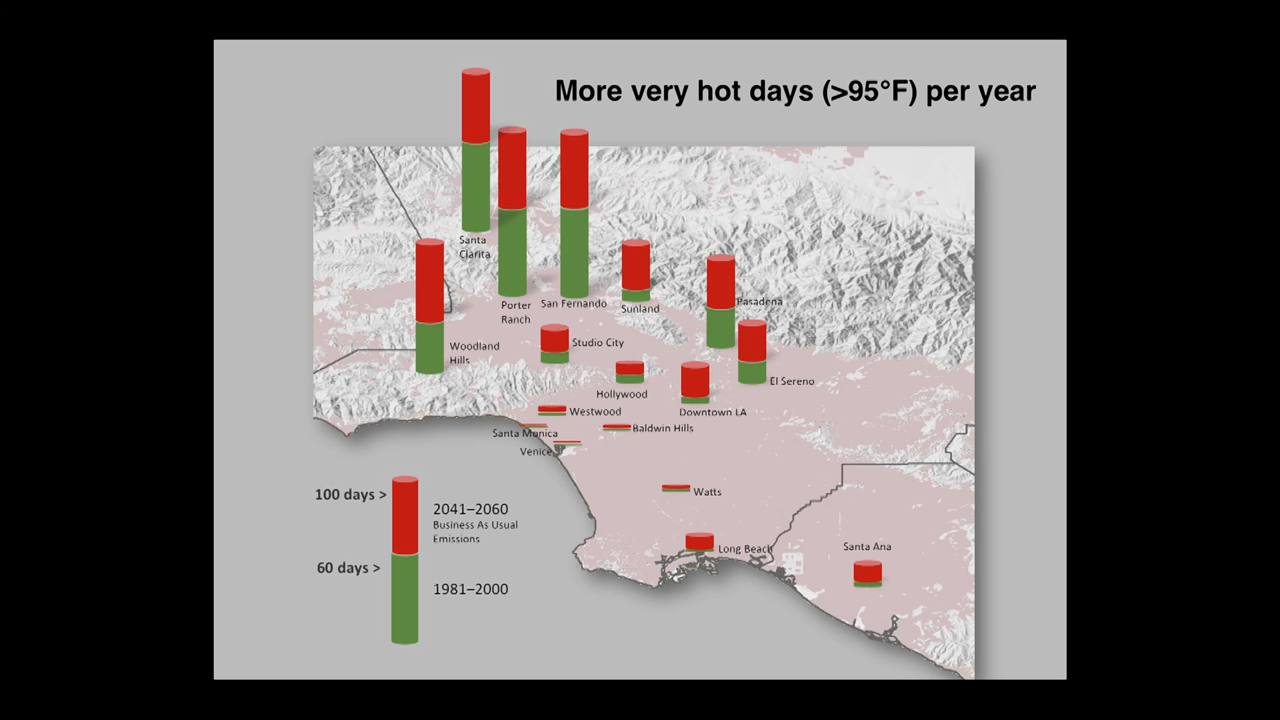 More very hot days (>95°F) per year
Santa
Clarita
Porter
Ranch
San Fernando
Sunland
Pasadena
Woodland
Hills
Studio City
El Sereno
Hollywood
Downtown LA
Westwood
Santa Monica
Baldwin Hills
Venice
Watts
Long Beach
Santa Ana
100 days >
2041–2060
Business As Usual
Emissions
60 days >
1981–2000